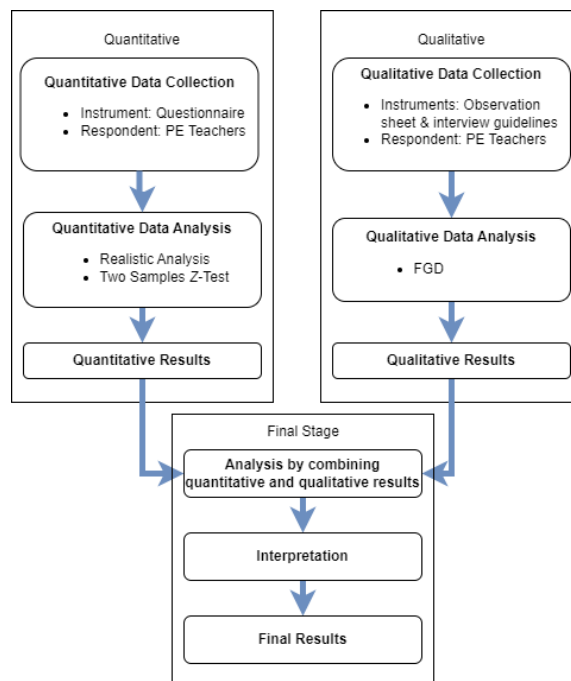 Quantitative
Quantitative Data Collection
• Instrument: Questionnaire
• Respondent: PE Teachers
Quantitative Data Analysis
• Realistic Analysis
• Two Samples Z-Test
Quantitative Results
Qualitative
Qualitative Data Collection
• Instruments: Observation
sheet & interview guidelines
• Respondent: PE Teachers
Qualitative Data Analysis
• FGD
Qualitative Results
Final Stage
Analysis by combining
quantitative and qualitative results
Interpretation
Final Results